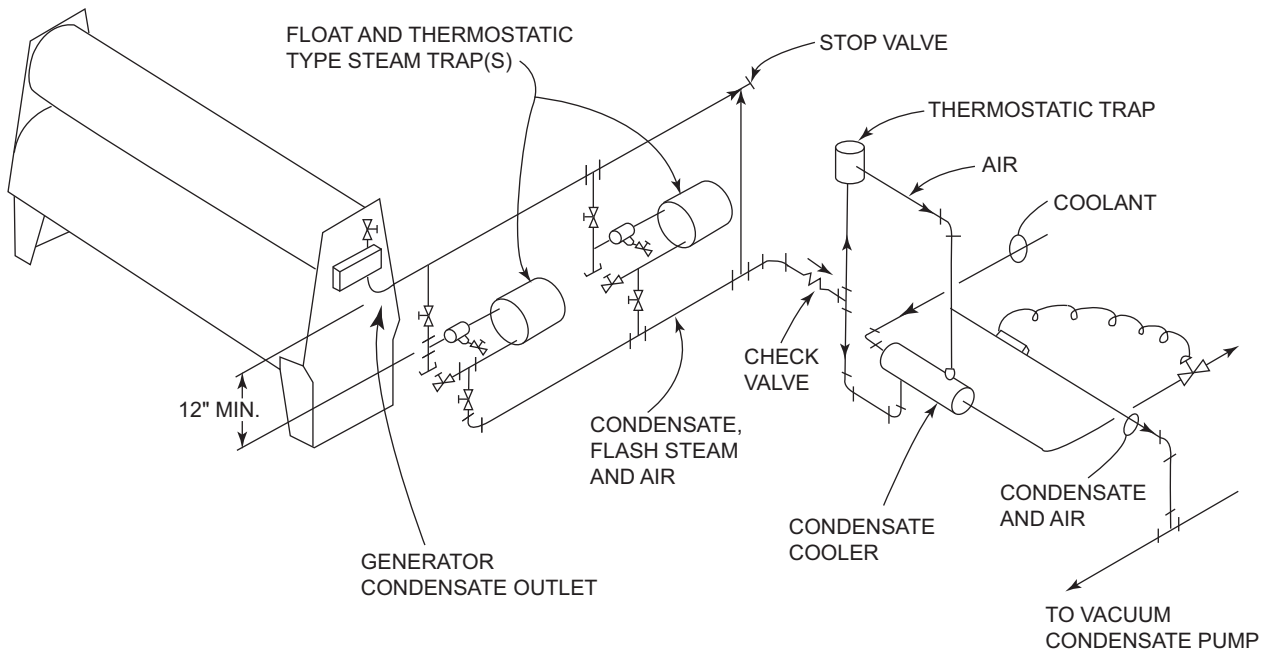 FLOAT AND THERMOSTATIC
TYPE STEAM TRAP(S)
STOP VALVE
THERMOSTATIC TRAP
AIR
COOLANT
12" MIN.
CHECK
VALVE
CONDENSATE,
FLASH STEAM
AND AIR
CONDENSATE
AND AIR
CONDENSATE
COOLER
GENERATOR
CONDENSATE OUTLET
TO VACUUM
CONDENSATE PUMP